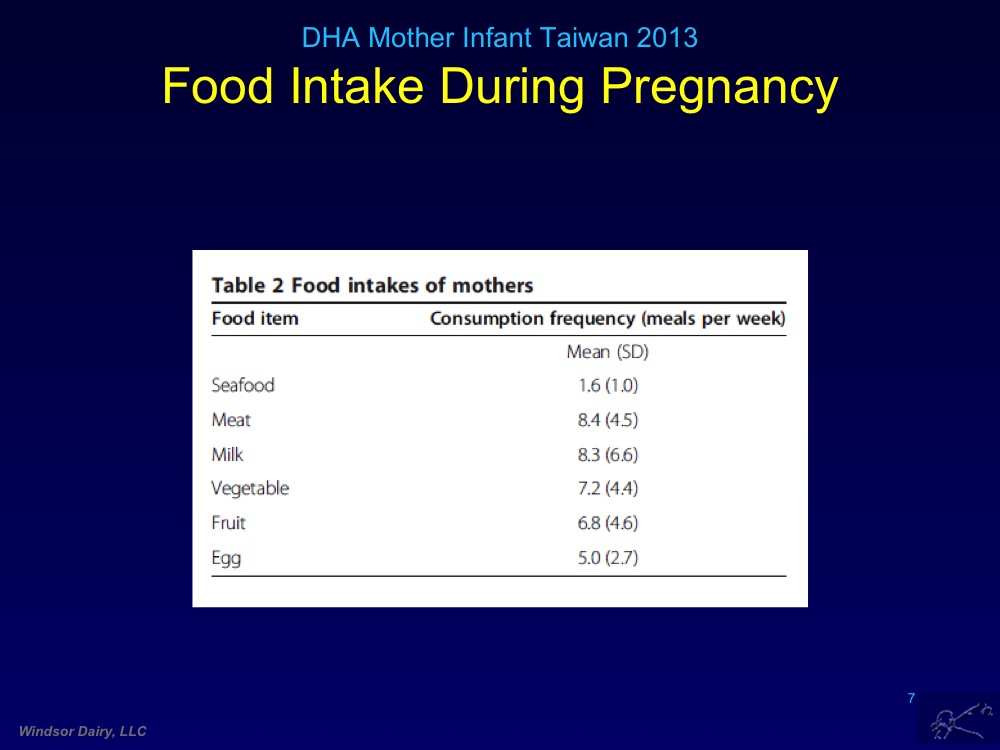 DHA Mother Infant Taiwan 2013
Food Intake During Pregnancy
Table 2 Food intakes of mothers
Food item Consumption frequency (meals per week)
Mean (SD)
Seafood 1.6 (1.0)
Meat 8.4 (4.5)
Milk 8.3 (6.6)
Vegetable 7.2 (4.4)
Fruit 6.8 (4.6)
Egg 5.0 (2.7)
7
Windsor Dairy, LLC